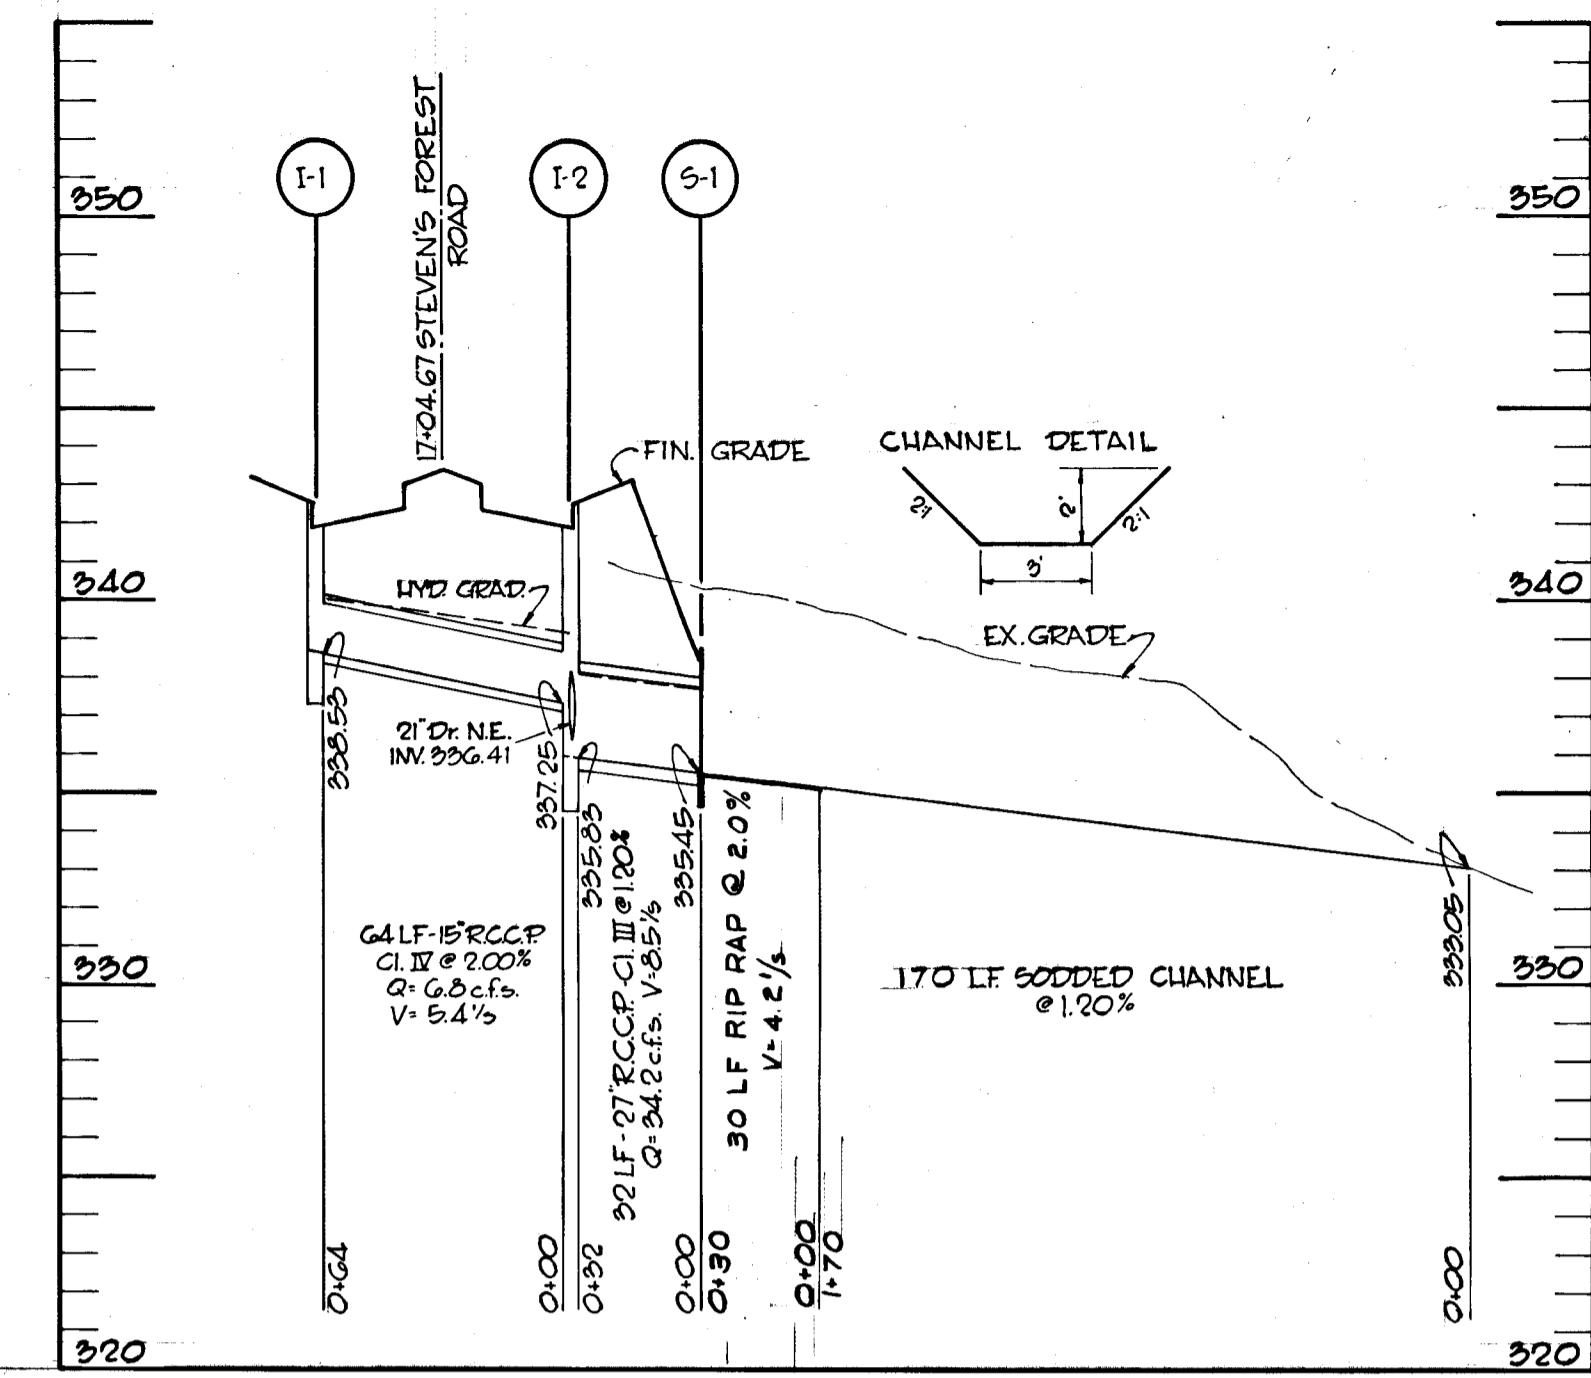 I-1
I-2
S-1
17+04.67 STEVEN'S FOREST
ROAD
350
350
FIN. GRADE
CHANNEL DETAIL
2:1
2'
2:1
3'
340
340
HYD. GRAD.
EX. GRADE
338.53
21" Dr. N.E.
INV. 336.41
337.25
335.83
335.45
333.05
64 LF-15" R.C.C.P.
Cl. IV @ 2.00%
Q= 6.8 c.f.s.
V= 5.4'/s
32 LF-27" R.C.C.P.-Cl. III @ 1.20%
Q=34.2 c.f.s. V=8.5'/s
30 LF RIP RAP @ 2.0%
V=4.2'/s
170 LF. SODDED CHANNEL
@ 1.20%
330
330
0+64
0+00
0+32
0+00
0+30
0+00
1+70
0+00
320
320